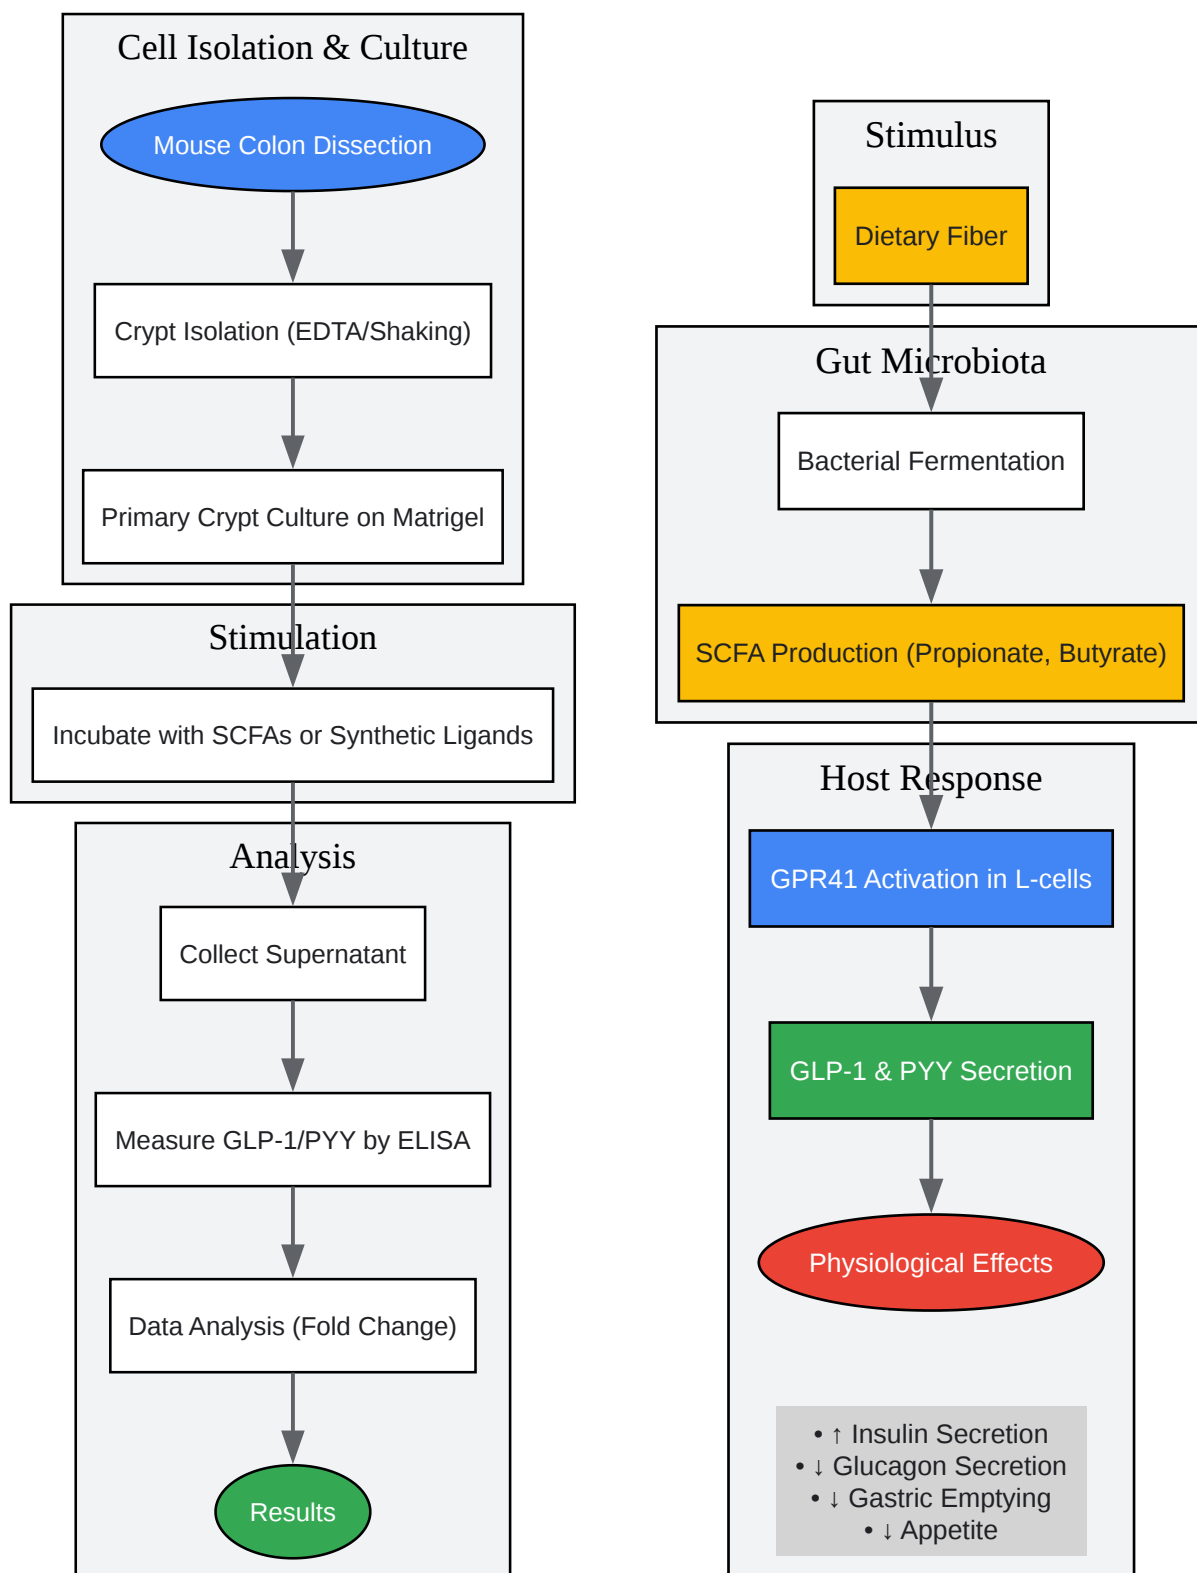 Cell Isolation & Culture
Mouse Colon Dissection
Crypt Isolation (EDTA/Shaking)
Primary Crypt Culture on Matrigel
Stimulation
Incubate with SCFAs or Synthetic Ligands
Analysis
Collect Supernatant
Measure GLP-1/PYY by ELISA
Data Analysis (Fold Change)
Results
Stimulus
Dietary Fiber
Gut Microbiota
Bacterial Fermentation
SCFA Production (Propionate, Butyrate)
Host Response
GPR41 Activation in L-cells
GLP-1 & PYY Secretion
Physiological Effects
• ↑ Insulin Secretion
• ↓ Glucagon Secretion
• ↓ Gastric Emptying
• ↓ Appetite